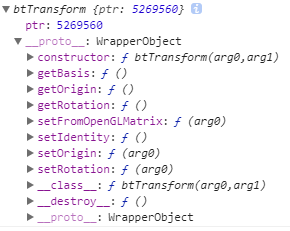 ▼ btTransform {ptr: 5269560} i
ptr: 5269560
▼ __proto__: WrapperObject
▶ constructor: ƒ btTransform(arg0,arg1)
▶ getBasis: ƒ ()
▶ getOrigin: ƒ ()
▶ getRotation: ƒ ()
▶ setFromOpenGLMatrix: ƒ (arg0)
▶ setIdentity: ƒ ()
▶ setOrigin: ƒ (arg0)
▶ setRotation: ƒ (arg0)
▶ __class__: ƒ btTransform(arg0,arg1)
▶ __destroy__: ƒ ()
▶ __proto__: WrapperObject